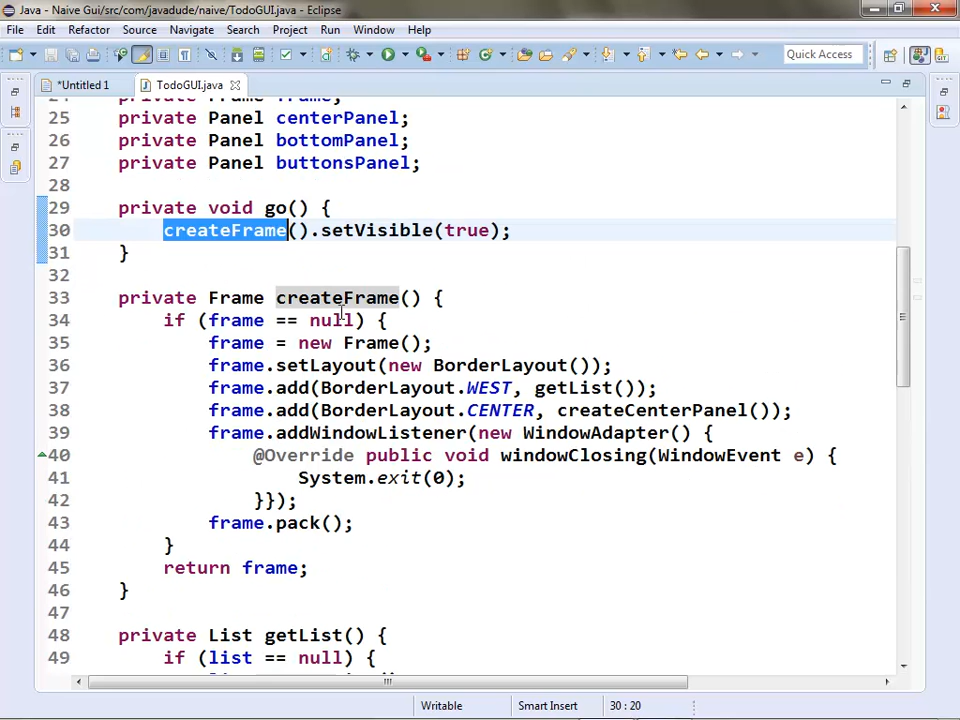 Java - Naive Gui/src/com/javadude/naive/TodoGUI.java - Eclipse
File Edit Refactor Source Navigate Search Project Run Window Help
Quick Access
*Untitled 1 TodoGUI.java
24 private Frame frame;
25 private Panel centerPanel;
26 private Panel bottomPanel;
27 private Panel buttonsPanel;
28
29 private void go() {
30 createFrame().setVisible(true);
31 }
32
33 private Frame createFrame() {
34 if (frame == null) {
35 frame = new Frame();
36 frame.setLayout(new BorderLayout());
37 frame.add(BorderLayout.WEST, getList());
38 frame.add(BorderLayout.CENTER, createCenterPanel());
39 frame.addWindowListener(new WindowAdapter() {
40 @Override public void windowClosing(WindowEvent e) {
41 System.exit(0);
42 }});
43 frame.pack();
44 }
45 return frame;
46 }
47
48 private List getList() {
49 if (list == null) {
Writable Smart Insert 30 : 20